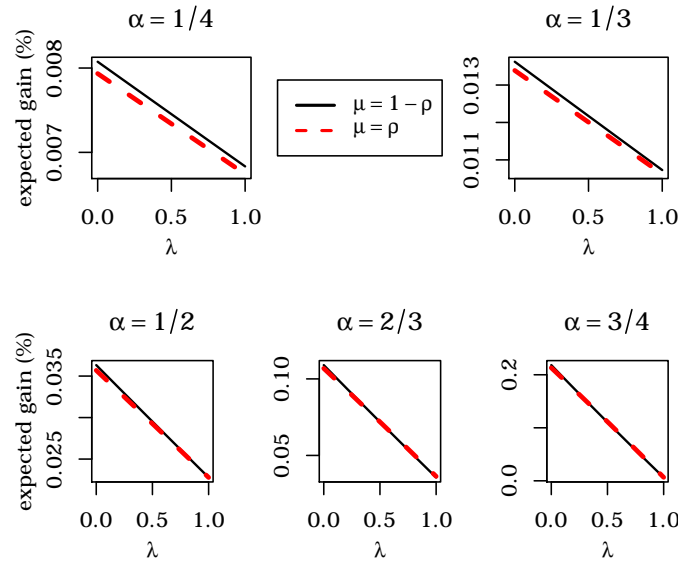 α = 1/4
α = 1/3
expected gain (%)
0.008
0.007
0.0
0.5
1.0
λ
μ = 1 − ρ
μ = ρ
0.013
0.011
0.0
0.5
1.0
λ
α = 1/2
α = 2/3
α = 3/4
expected gain (%)
0.035
0.025
0.0
0.5
1.0
λ
0.10
0.05
0.0
0.5
1.0
λ
0.2
0.0
0.0
0.5
1.0
λ